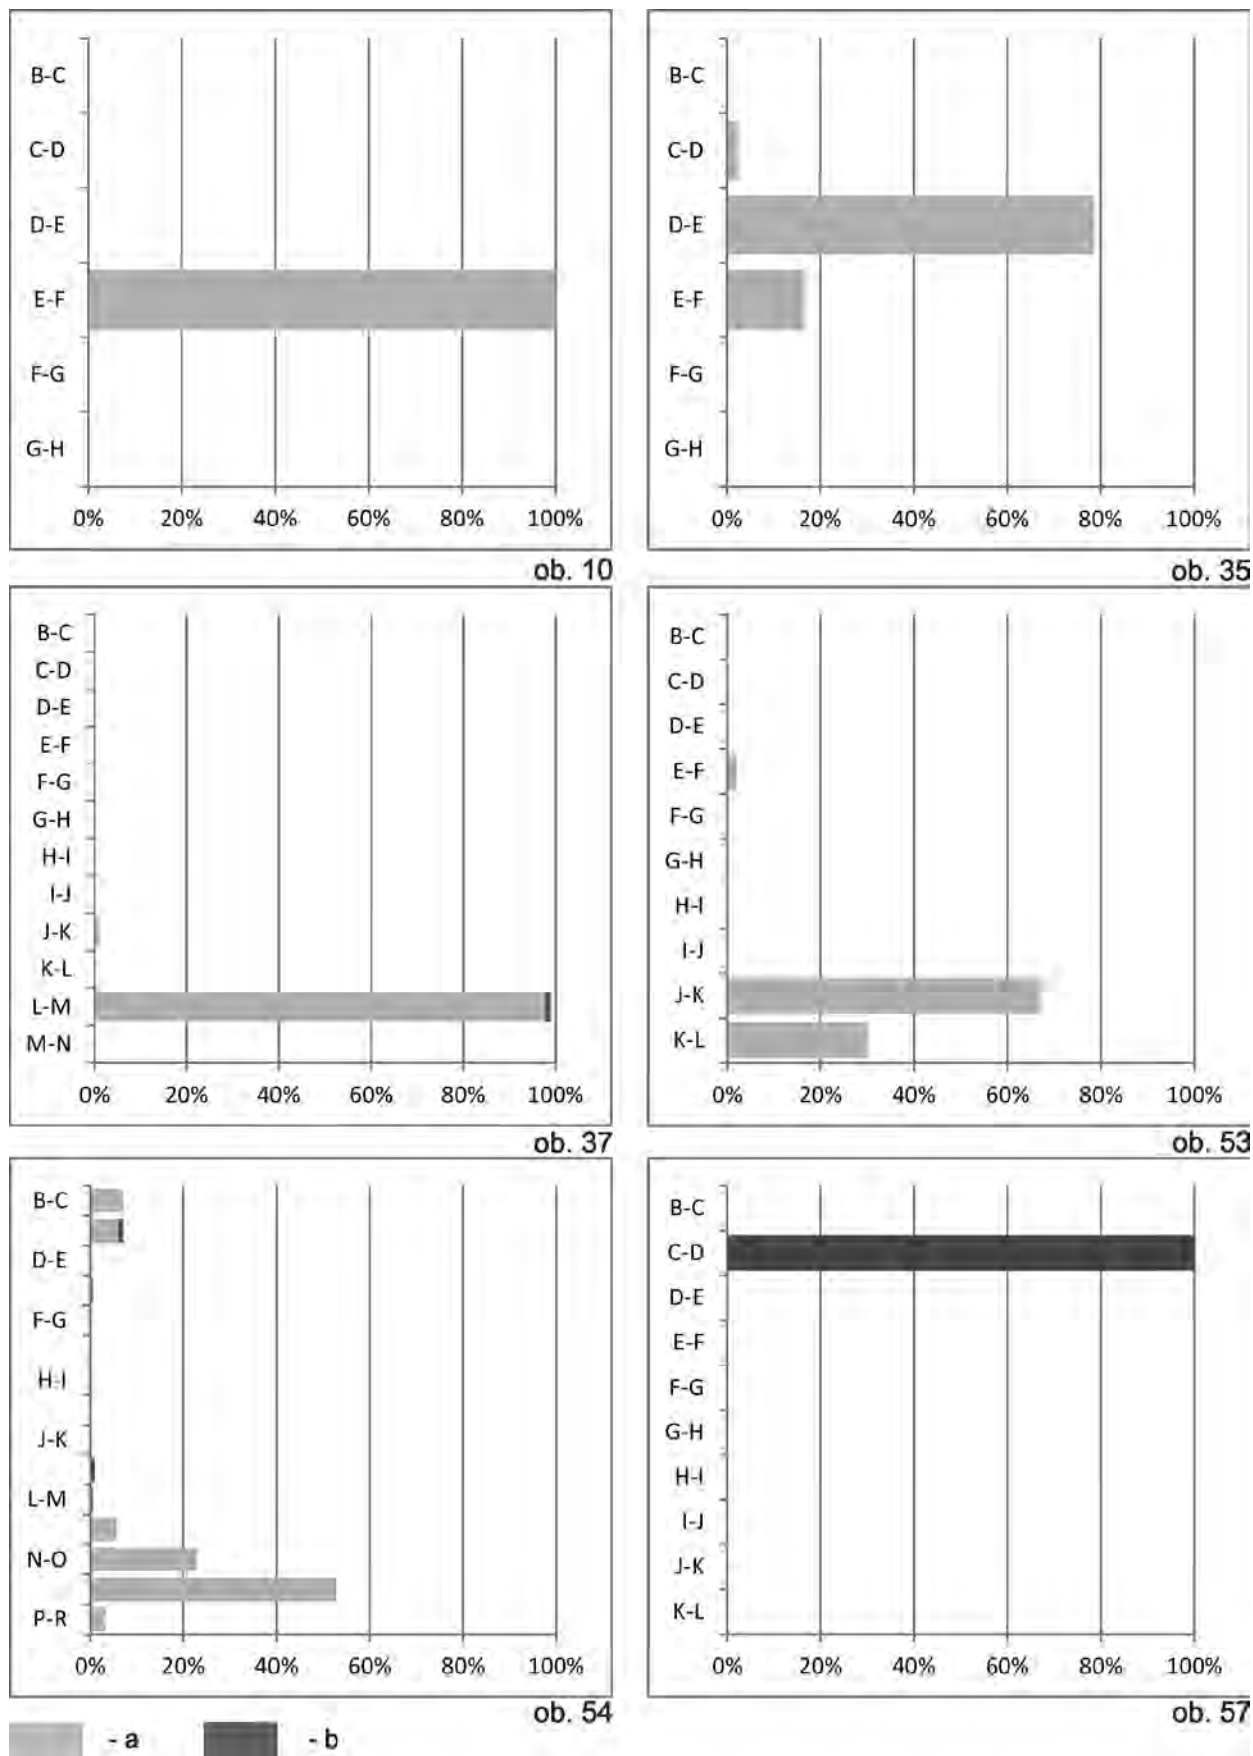 B-C
C-D
D-E
E-F
F-G
G-H
0% 20% 40% 60% 80% 100%
ob. 10
B-C
C-D
D-E
E-F
F-G
G-H
0% 20% 40% 60% 80% 100%
ob. 35
B-C
C-D
D-E
E-F
F-G
G-H
H-I
I-J
J-K
K-L
L-M
M-N
0% 20% 40% 60% 80% 100%
ob. 37
B-C
C-D
D-E
E-F
F-G
G-H
H-I
I-J
J-K
K-L
0% 20% 40% 60% 80% 100%
ob. 53
B-C
D-E
F-G
H-I
J-K
L-M
N-O
P-R
0% 20% 40% 60% 80% 100%
ob. 54
B-C
C-D
D-E
E-F
F-G
G-H
H-I
I-J
J-K
K-L
0% 20% 40% 60% 80% 100%
ob. 57
- a - b